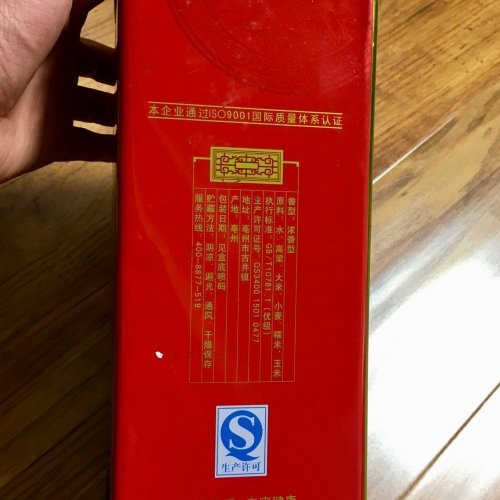 本企业通过ISO9001国际质量体系认证
香型：浓香型
原料：水、高粱、大米、小麦、糯米、玉米
执行标准：GB/T10781.1（优级）
生产许可证号：QS3400 1501 0477
地址：亳州市古井镇
产地：亳州
包装日期：见盒底喷码
贮藏方法：阴凉、避光、通风、干燥保存
服务热线：400-8877-519
生产许可